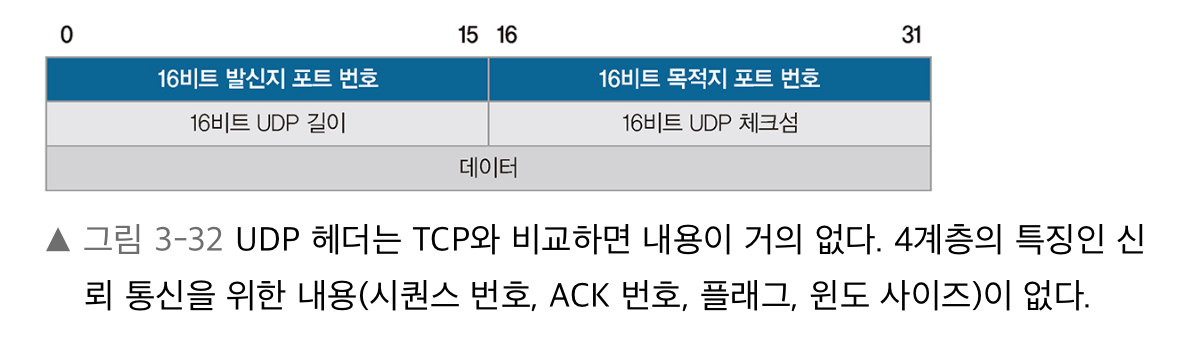 0 15 16 31
16비트 발신지 포트 번호 16비트 목적지 포트 번호
16비트 UDP 길이 16비트 UDP 체크섬
데이터
▲ 그림 3-32 UDP 헤더는 TCP와 비교하면 내용이 거의 없다. 4계층의 특징인 신
뢰 통신을 위한 내용(시퀀스 번호, ACK 번호, 플래그, 윈도 사이즈)이 없다.